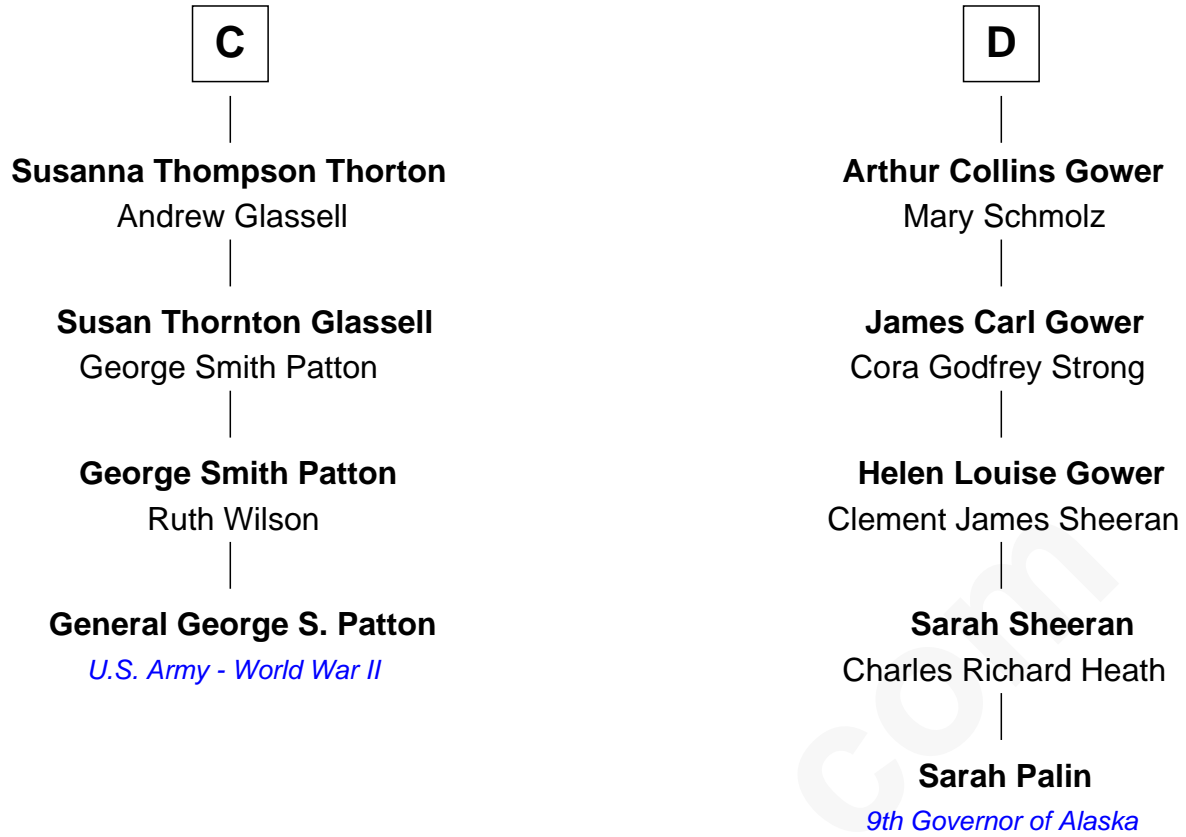 C
Susanna Thompson Thorton
Andrew Glassell
Susan Thornton Glassell
George Smith Patton
George Smith Patton
Ruth Wilson
General George S. Patton
U.S. Army - World War II
D
Arthur Collins Gower
Mary Schmolz
James Carl Gower
Cora Godfrey Strong
Helen Louise Gower
Clement James Sheeran
Sarah Sheeran
Charles Richard Heath
Sarah Palin
9th Governor of Alaska
com